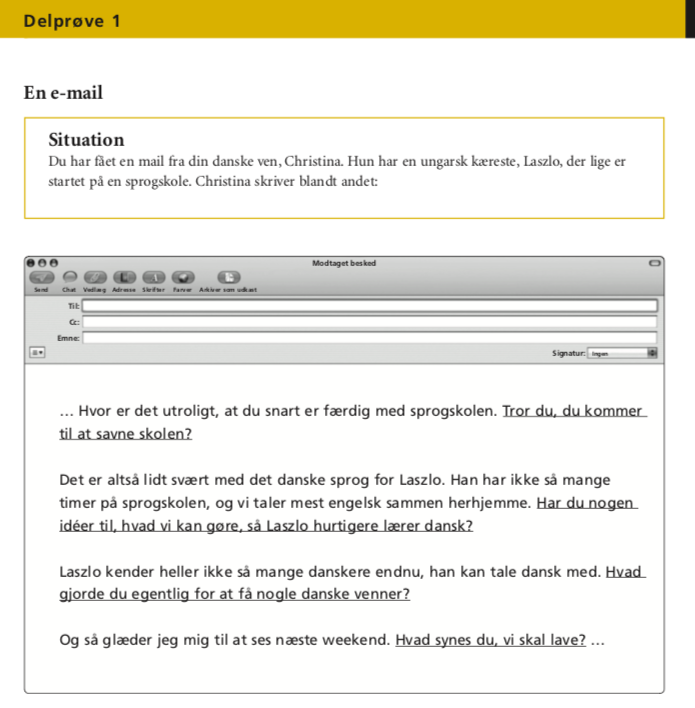 Delprøve 1
En e-mail
Situation
Du har fået en mail fra din danske ven, Christina. Hun har en ungarsk kæreste, Laszlo, der lige er
startet på en sprogskole. Christina skriver blandt andet:
Modtaget besked
Send Chat Vedlæg Adresse Skrifter Farver Arkiver som udkast
Til:
Cc:
Emne:
Signatur: Ingen
… Hvor er det utroligt, at du snart er færdig med sprogskolen. Tror du, du kommer
til at savne skolen?
Det er altså lidt svært med det danske sprog for Laszlo. Han har ikke så mange
timer på sprogskolen, og vi taler mest engelsk sammen herhjemme. Har du nogen
idéer til, hvad vi kan gøre, så Laszlo hurtigere lærer dansk?
Laszlo kender heller ikke så mange danskere endnu, han kan tale dansk med. Hvad
gjorde du egentlig for at få nogle danske venner?
Og så glæder jeg mig til at ses næste weekend. Hvad synes du, vi skal lave? …